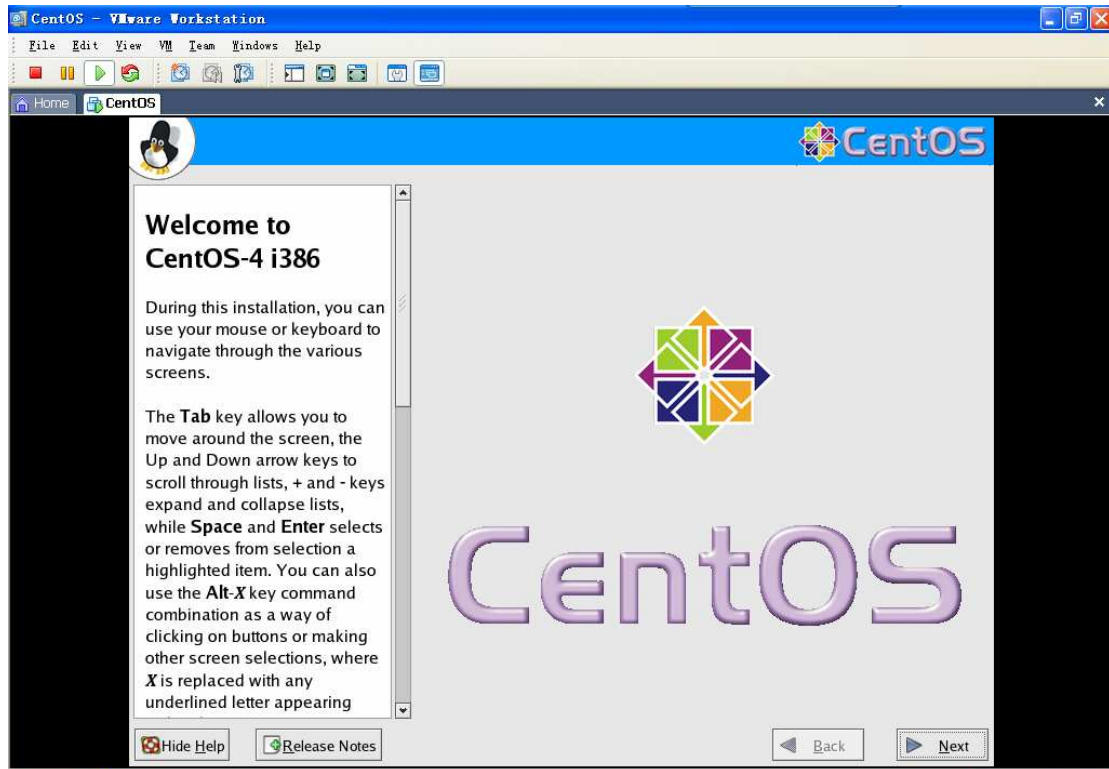 CentOS - VMware Workstation
File Edit View VM Team Windows Help
Home CentOS
CentOS
Welcome to
CentOS-4 i386
During this installation, you can
use your mouse or keyboard to
navigate through the various
screens.
The Tab key allows you to
move around the screen, the
Up and Down arrow keys to
scroll through lists, + and - keys
expand and collapse lists,
while Space and Enter selects
or removes from selection a
highlighted item. You can also
use the Alt-X key command
combination as a way of
clicking on buttons or making
other screen selections, where
X is replaced with any
underlined letter appearing
CentOS
Hide Help Release Notes Back Next